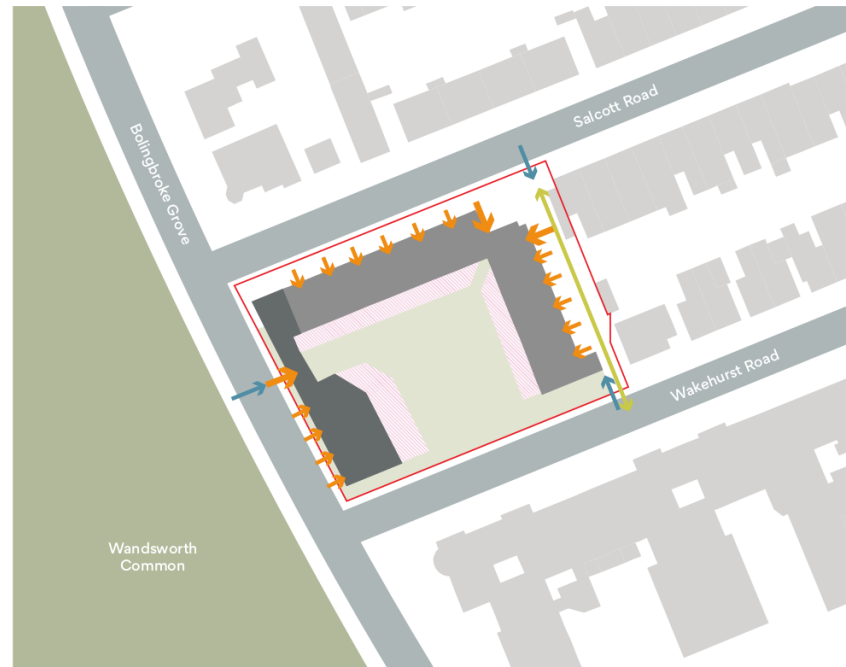 Salcott Road
Bolingbroke Grove
Wakehurst Road
Wandsworth
Common